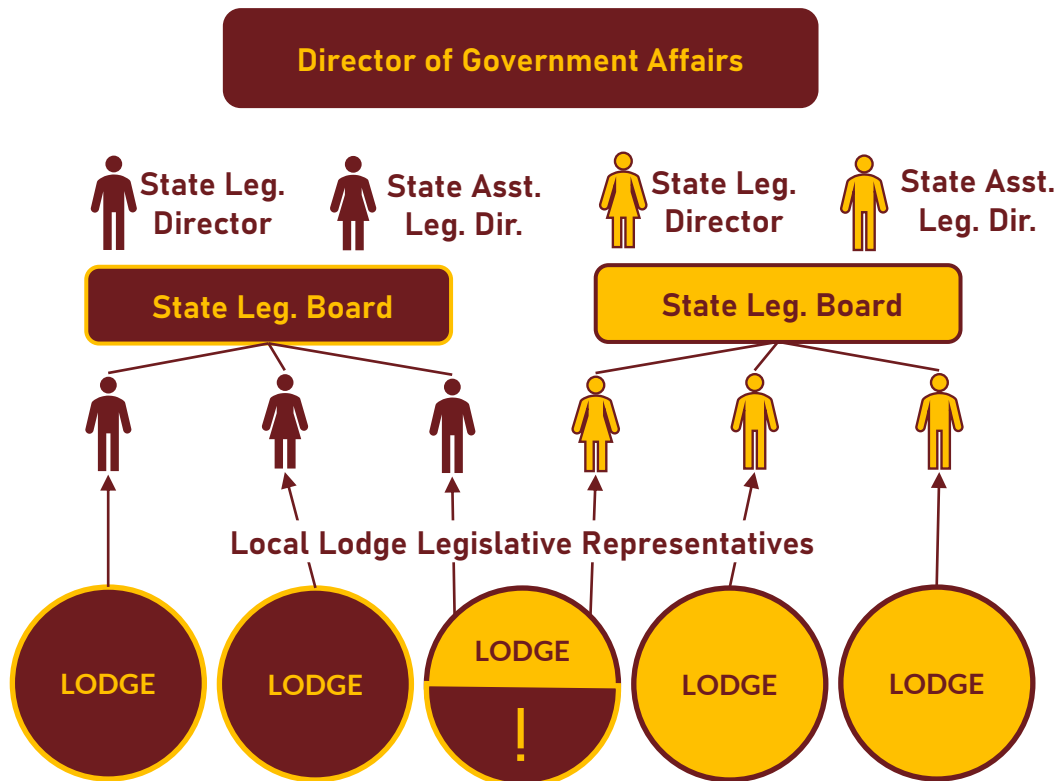 Director of Government Affairs
State Leg.
Director
State Asst.
Leg. Dir.
State Leg.
Director
State Asst.
Leg. Dir.
State Leg. Board
State Leg. Board
Local Lodge Legislative Representatives
LODGE
LODGE
LODGE
!
LODGE
LODGE